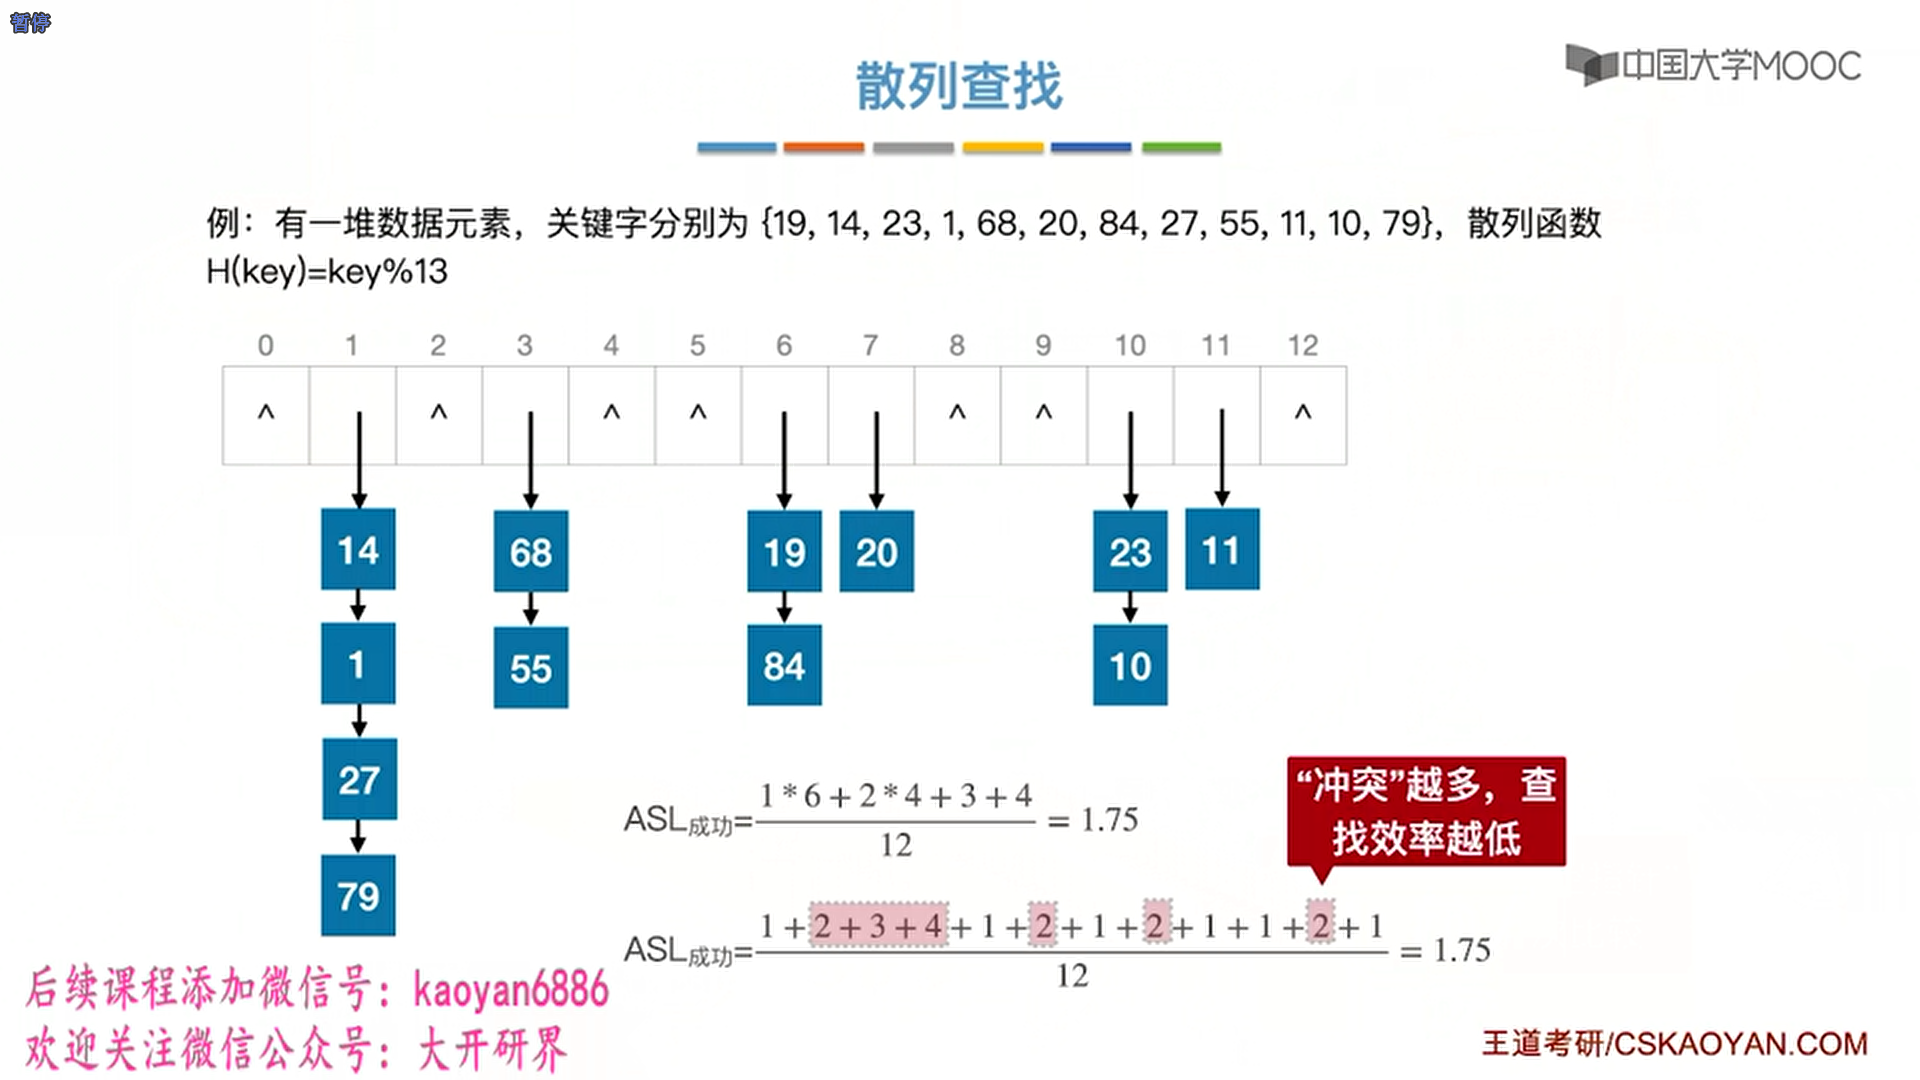 暂停
中国大学MOOC
散列查找
例：有一堆数据元素，关键字分别为 {19, 14, 23, 1, 68, 20, 84, 27, 55, 11, 10, 79}，散列函数
H(key)=key%13
0 1 2 3 4 5 6 7 8 9 10 11 12
^ ^ ^ ^ ^ ^ ^
14 68 19 20 23 11
1 55 84 10
27
79
ASL成功=(1 * 6 + 2 * 4 + 3 + 4)/12 = 1.75
“冲突”越多，查
找效率越低
ASL成功=(1 + 2 + 3 + 4 + 1 + 2 + 1 + 2 + 1 + 1 + 2 + 1)/12 = 1.75
后续课程添加微信号：kaoyan6886
欢迎关注微信公众号：大开研界
王道考研/CSKAOYAN.COM